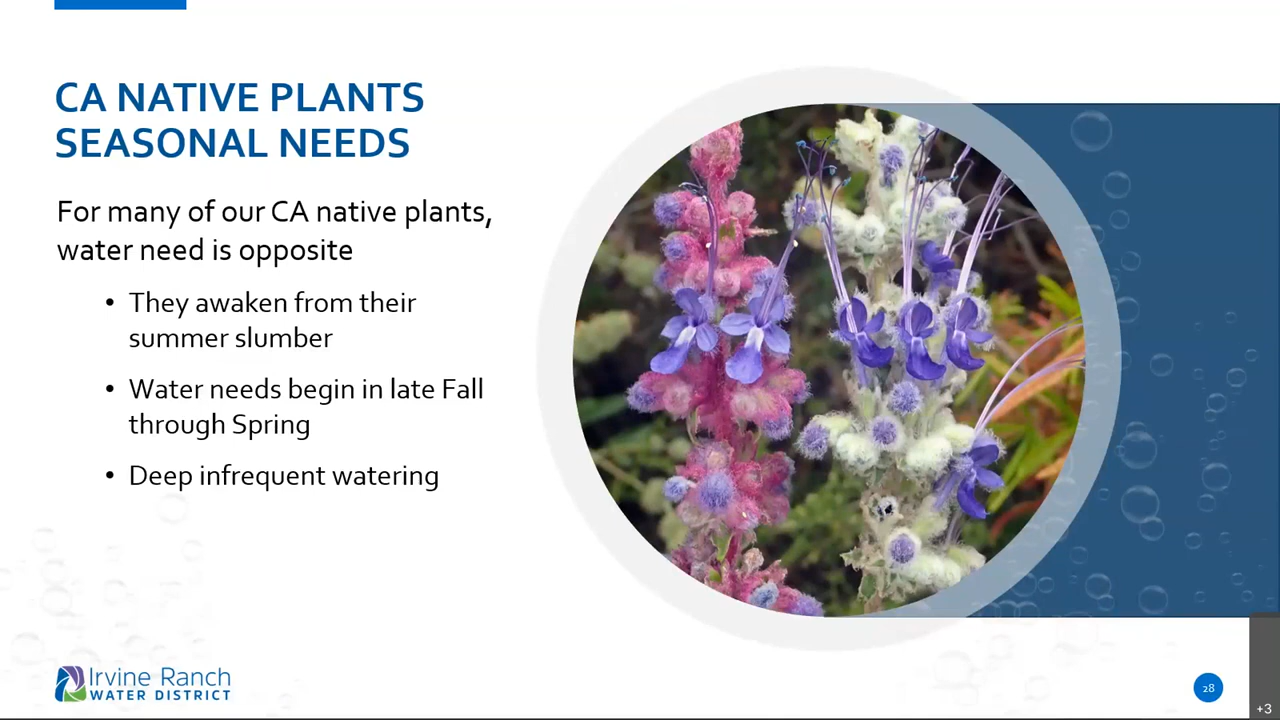 CA NATIVE PLANTS
SEASONAL NEEDS
For many of our CA native plants,
water need is opposite
• They awaken from their
summer slumber
• Water needs begin in late Fall
through Spring
• Deep infrequent watering
Irvine Ranch
WATER DISTRICT
28
+3